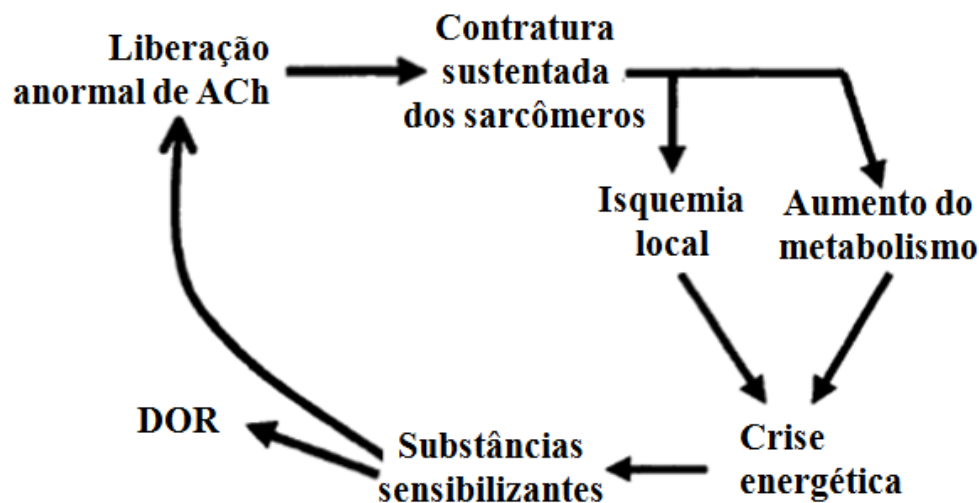 Liberação
anormal de ACh
Contratura
sustentada
dos sarcômeros
Isquemia
local
Aumento do
metabolismo
Crise
energética
Substâncias
sensibilizantes
DOR